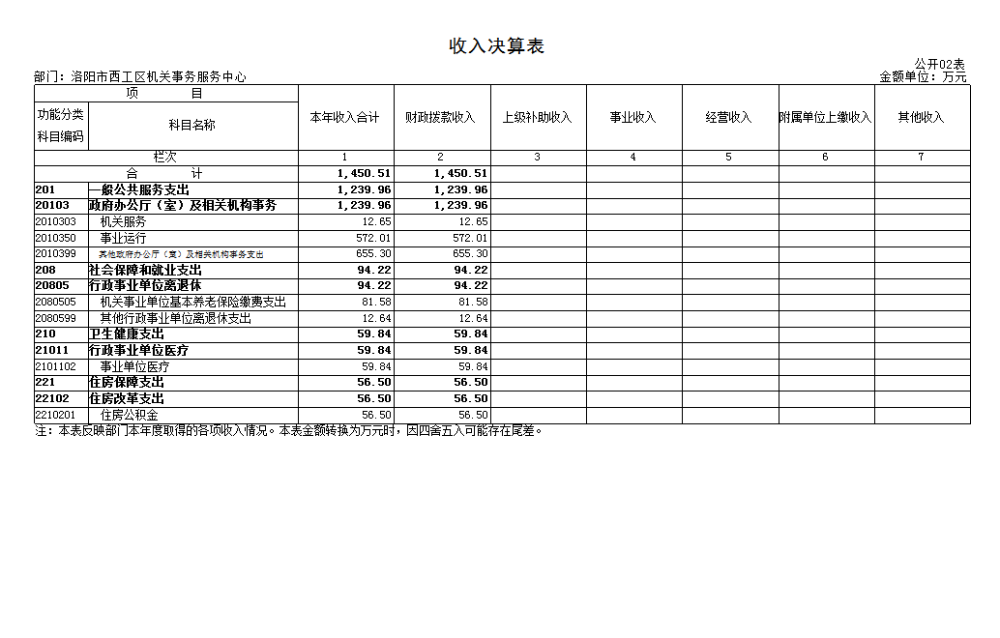 收入决算表
公开02表
部门：洛阳市西工区机关事务服务中心 金额单位：万元
项 目 本年收入合计 财政拨款收入 上级补助收入 事业收入 经营收入 附属单位上缴收入 其他收入
功能分类科目编码 科目名称
栏次 1 2 3 4 5 6 7
合 计 1,450.51 1,450.51
201 一般公共服务支出 1,239.96 1,239.96
20103 政府办公厅（室）及相关机构事务 1,239.96 1,239.96
2010303 机关服务 12.65 12.65
2010350 事业运行 572.01 572.01
2010399 其他政府办公厅（室）及相关机构事务支出 655.30 655.30
208 社会保障和就业支出 94.22 94.22
20805 行政事业单位离退休 94.22 94.22
2080505 机关事业单位基本养老保险缴费支出 81.58 81.58
2080599 其他行政事业单位离退休支出 12.64 12.64
210 卫生健康支出 59.84 59.84
21011 行政事业单位医疗 59.84 59.84
2101102 事业单位医疗 59.84 59.84
221 住房保障支出 56.50 56.50
22102 住房改革支出 56.50 56.50
2210201 住房公积金 56.50 56.50
注：本表反映部门本年度取得的各项收入情况。本表金额转换为万元时，因四舍五入可能存在尾差。